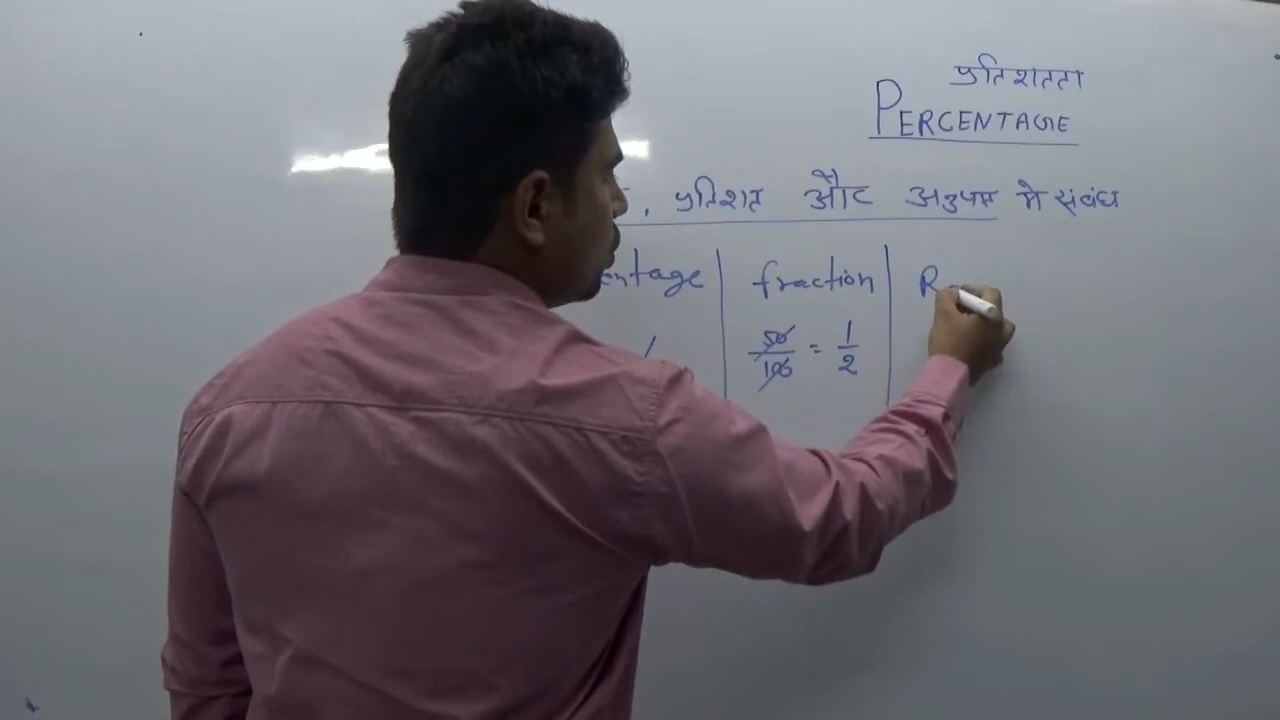 प्रतिशतता
PERCENTAGE
, प्रतिशत और अनुपात मे संबंध
entage | fraction | R
50/100 = 1/2